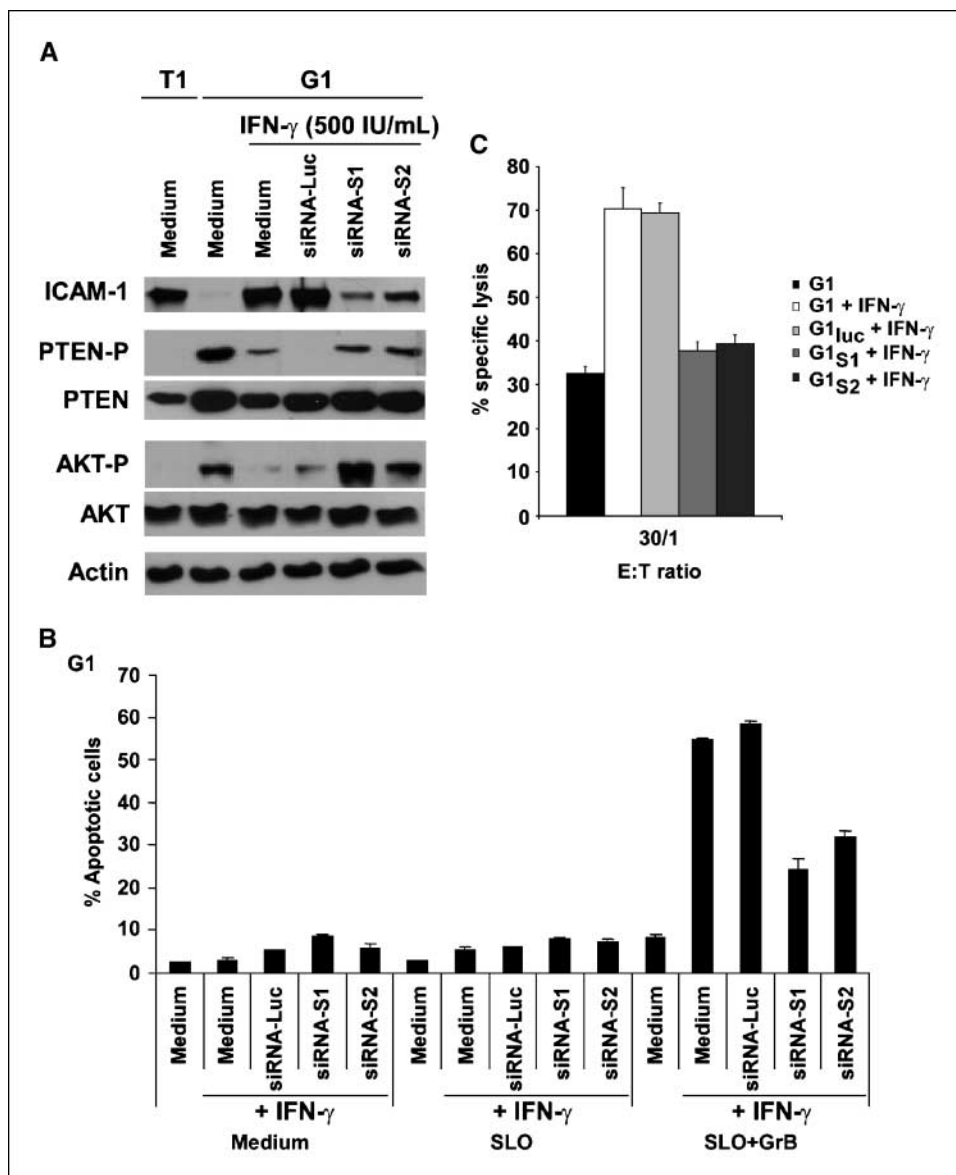 A
T1 G1
IFN-γ (500 IU/mL)
Medium Medium Medium siRNA-Luc siRNA-S1 siRNA-S2
ICAM-1
PTEN-P
PTEN
AKT-P
AKT
Actin
C
% specific lysis
80
70
60
50
40
30
20
10
0
30/1
E:T ratio
G1
G1 + IFN-γ
G1luc + IFN-γ
G1S1 + IFN-γ
G1S2 + IFN-γ
B
G1
% Apoptotic cells
70
60
50
40
30
20
10
0
Medium Medium siRNA-Luc siRNA-S1 siRNA-S2 Medium Medium siRNA-Luc siRNA-S1 siRNA-S2 Medium Medium siRNA-Luc siRNA-S1 siRNA-S2
+ IFN-γ + IFN-γ + IFN-γ
Medium SLO SLO+GrB